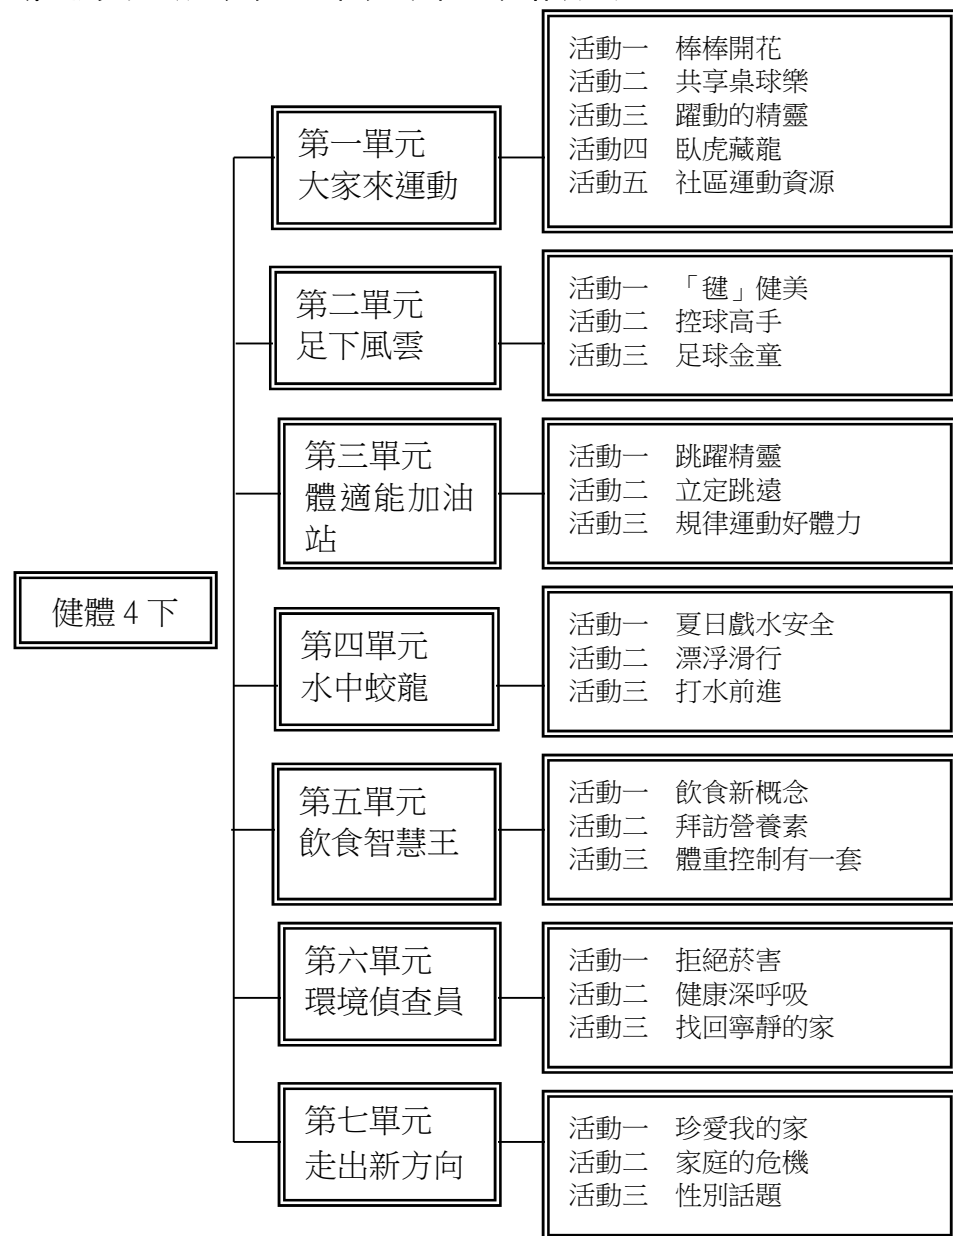 健體 4 下
第一單元
大家來運動
活動一 棒棒開花
活動二 共享桌球樂
活動三 躍動的精靈
活動四 臥虎藏龍
活動五 社區運動資源
第二單元
足下風雲
活動一 「毽」健美
活動二 控球高手
活動三 足球金童
第三單元
體適能加油
站
活動一 跳躍精靈
活動二 立定跳遠
活動三 規律運動好體力
第四單元
水中蛟龍
活動一 夏日戲水安全
活動二 漂浮滑行
活動三 打水前進
第五單元
飲食智慧王
活動一 飲食新概念
活動二 拜訪營養素
活動三 體重控制有一套
第六單元
環境偵查員
活動一 拒絕菸害
活動二 健康深呼吸
活動三 找回寧靜的家
第七單元
走出新方向
活動一 珍愛我的家
活動二 家庭的危機
活動三 性別話題